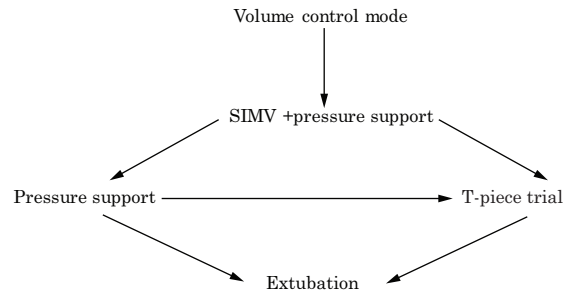 Volume control mode
SIMV +pressure support
Pressure support
T-piece trial
Extubation